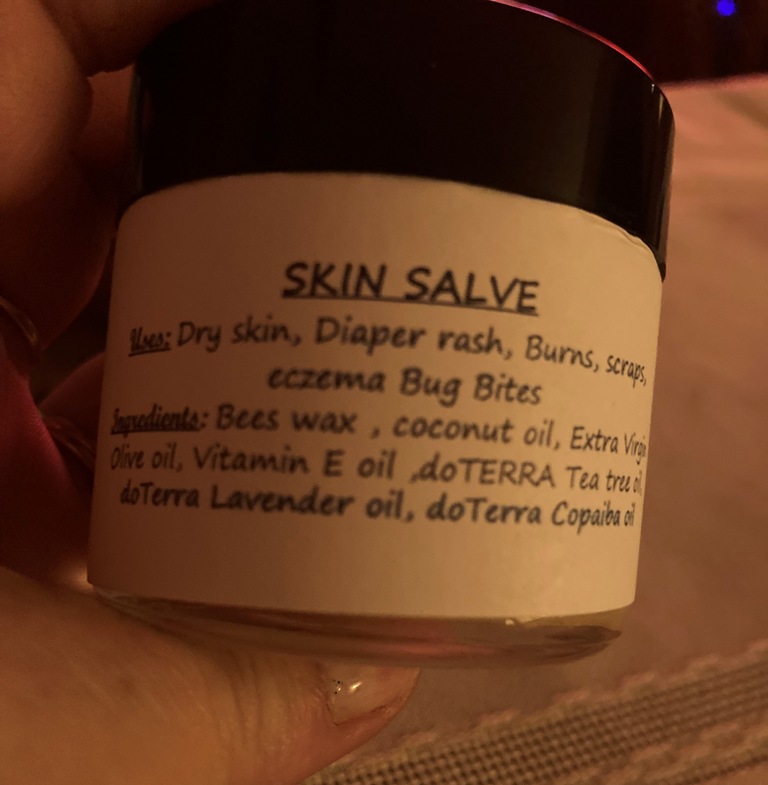 SKIN SALVE
Uses: Dry skin, Diaper rash, Burns, scraps,
eczema Bug Bites
Ingredients: Bees wax , coconut oil, Extra Virgin
Olive oil, Vitamin E oil ,doTERRA Tea tree oil,
doTerra Lavender oil, doTerra Copaiba oil